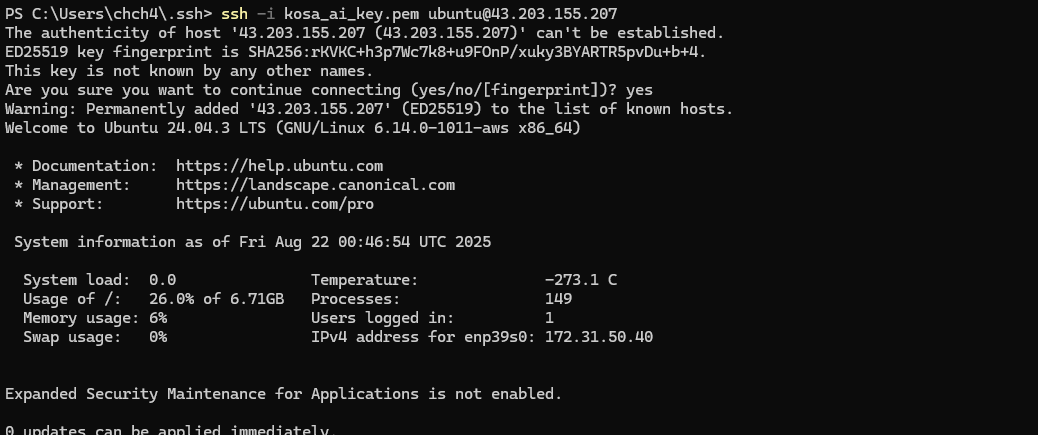 PS C:\Users\chch4\.ssh> ssh -i kosa_ai_key.pem ubuntu@43.203.155.207
The authenticity of host '43.203.155.207 (43.203.155.207)' can't be established.
ED25519 key fingerprint is SHA256:rKVKC+h3p7Wc7k8+u9FOnP/xuky3BYARTR5pvDu+b+4.
This key is not known by any other names.
Are you sure you want to continue connecting (yes/no/[fingerprint])? yes
Warning: Permanently added '43.203.155.207' (ED25519) to the list of known hosts.
Welcome to Ubuntu 24.04.3 LTS (GNU/Linux 6.14.0-1011-aws x86_64)

 * Documentation:  https://help.ubuntu.com
 * Management:     https://landscape.canonical.com
 * Support:        https://ubuntu.com/pro

 System information as of Fri Aug 22 00:46:54 UTC 2025

  System load:  0.0               Temperature:              -273.1 C
  Usage of /:   26.0% of 6.71GB   Processes:                149
  Memory usage: 6%                Users logged in:          1
  Swap usage:   0%                IPv4 address for enp39s0: 172.31.50.40

Expanded Security Maintenance for Applications is not enabled.

0 updates can be applied immediately.